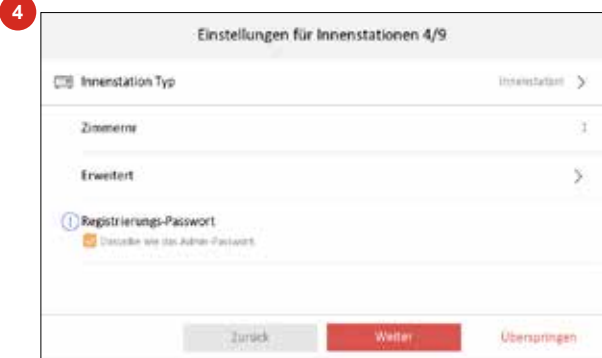 4
Einstellungen für Innenstationen 4/9
Innenstation Typ
Innenstation
Zimmernr
1
Erweitert
Registrierungs-Passwort
Dasselbe wie das Admin-Passwort
Zurück
Weiter
Überspringen